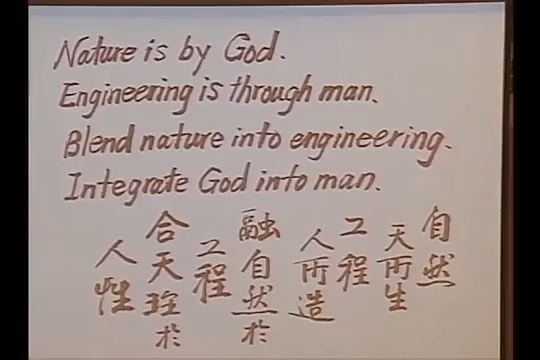 Nature is by God.
Engineering is through man.
Blend nature into engineering.
Integrate God into man.
自然
天所生
工程
人所造
融自然於
工程
合天理於
人性